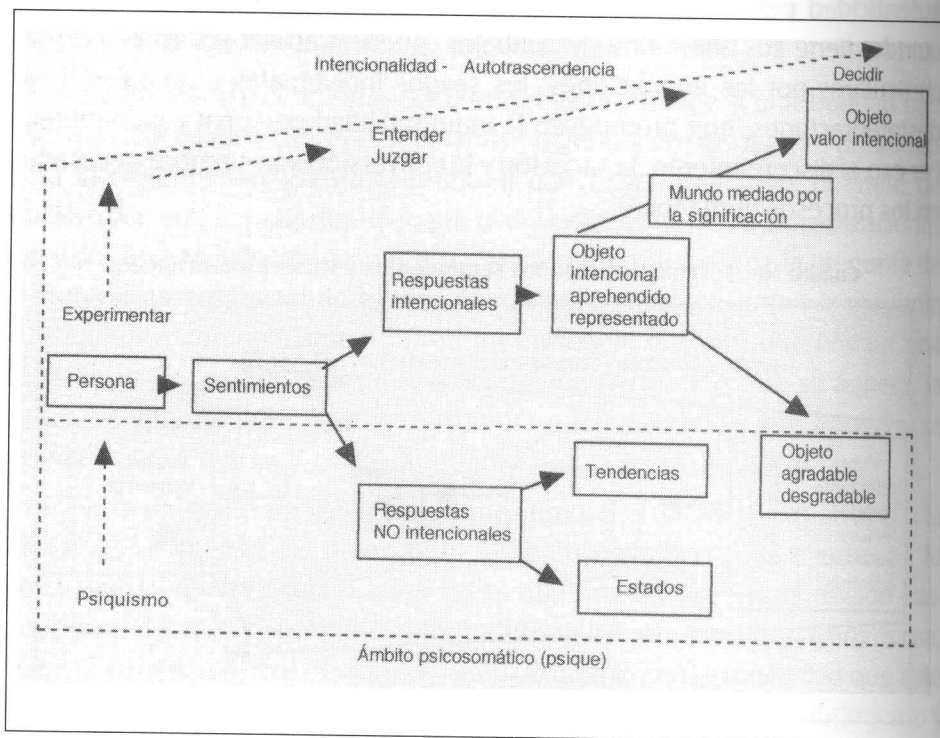 Intencionalidad - Autotrascendencia
Decidir
Objeto
valor intencional
Entender
Juzgar
Mundo mediado por
la significación
Objeto
intencional
aprehendido
representado
Respuestas
intencionales
Experimentar
Persona
Sentimientos
Objeto
agradable
desgradable
Tendencias
Respuestas
NO intencionales
Estados
Psiquismo
Ámbito psicosomático (psique)